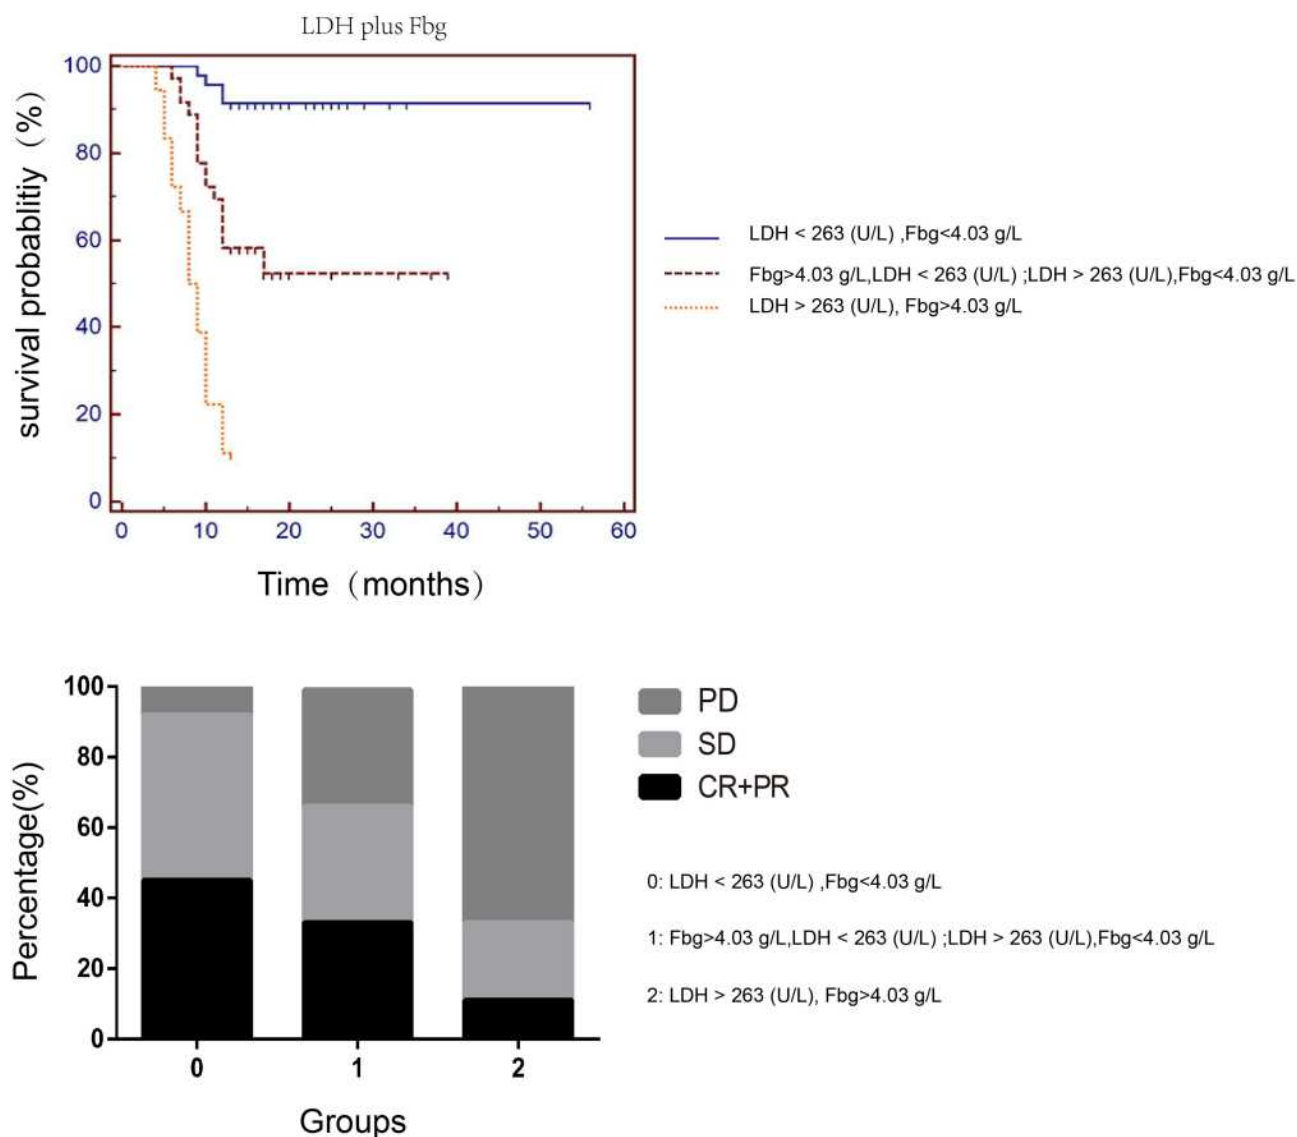 LDH plus Fbg
100
80
60
40
20
0
survival probablitiy (%)
0 10 20 30 40 50 60
Time (months)
LDH < 263 (U/L) ,Fbg<4.03 g/L
Fbg>4.03 g/L,LDH < 263 (U/L) ;LDH > 263 (U/L),Fbg<4.03 g/L
LDH > 263 (U/L), Fbg>4.03 g/L
100
80
60
40
20
0
Percentage(%)
0 1 2
Groups
PD
SD
CR+PR
0: LDH < 263 (U/L) ,Fbg<4.03 g/L
1: Fbg>4.03 g/L,LDH < 263 (U/L) ;LDH > 263 (U/L),Fbg<4.03 g/L
2: LDH > 263 (U/L), Fbg>4.03 g/L